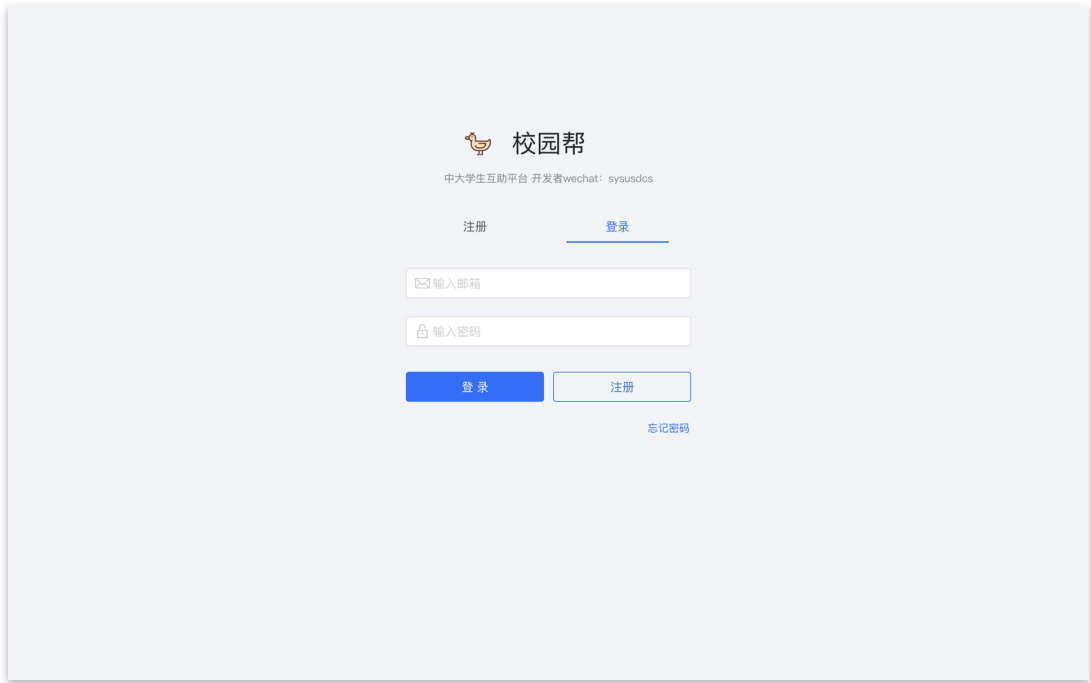 校园帮
中大学生互助平台 开发者wechat：sysusdcs
注册 登录
输入邮箱
输入密码
登 录 注册
忘记密码